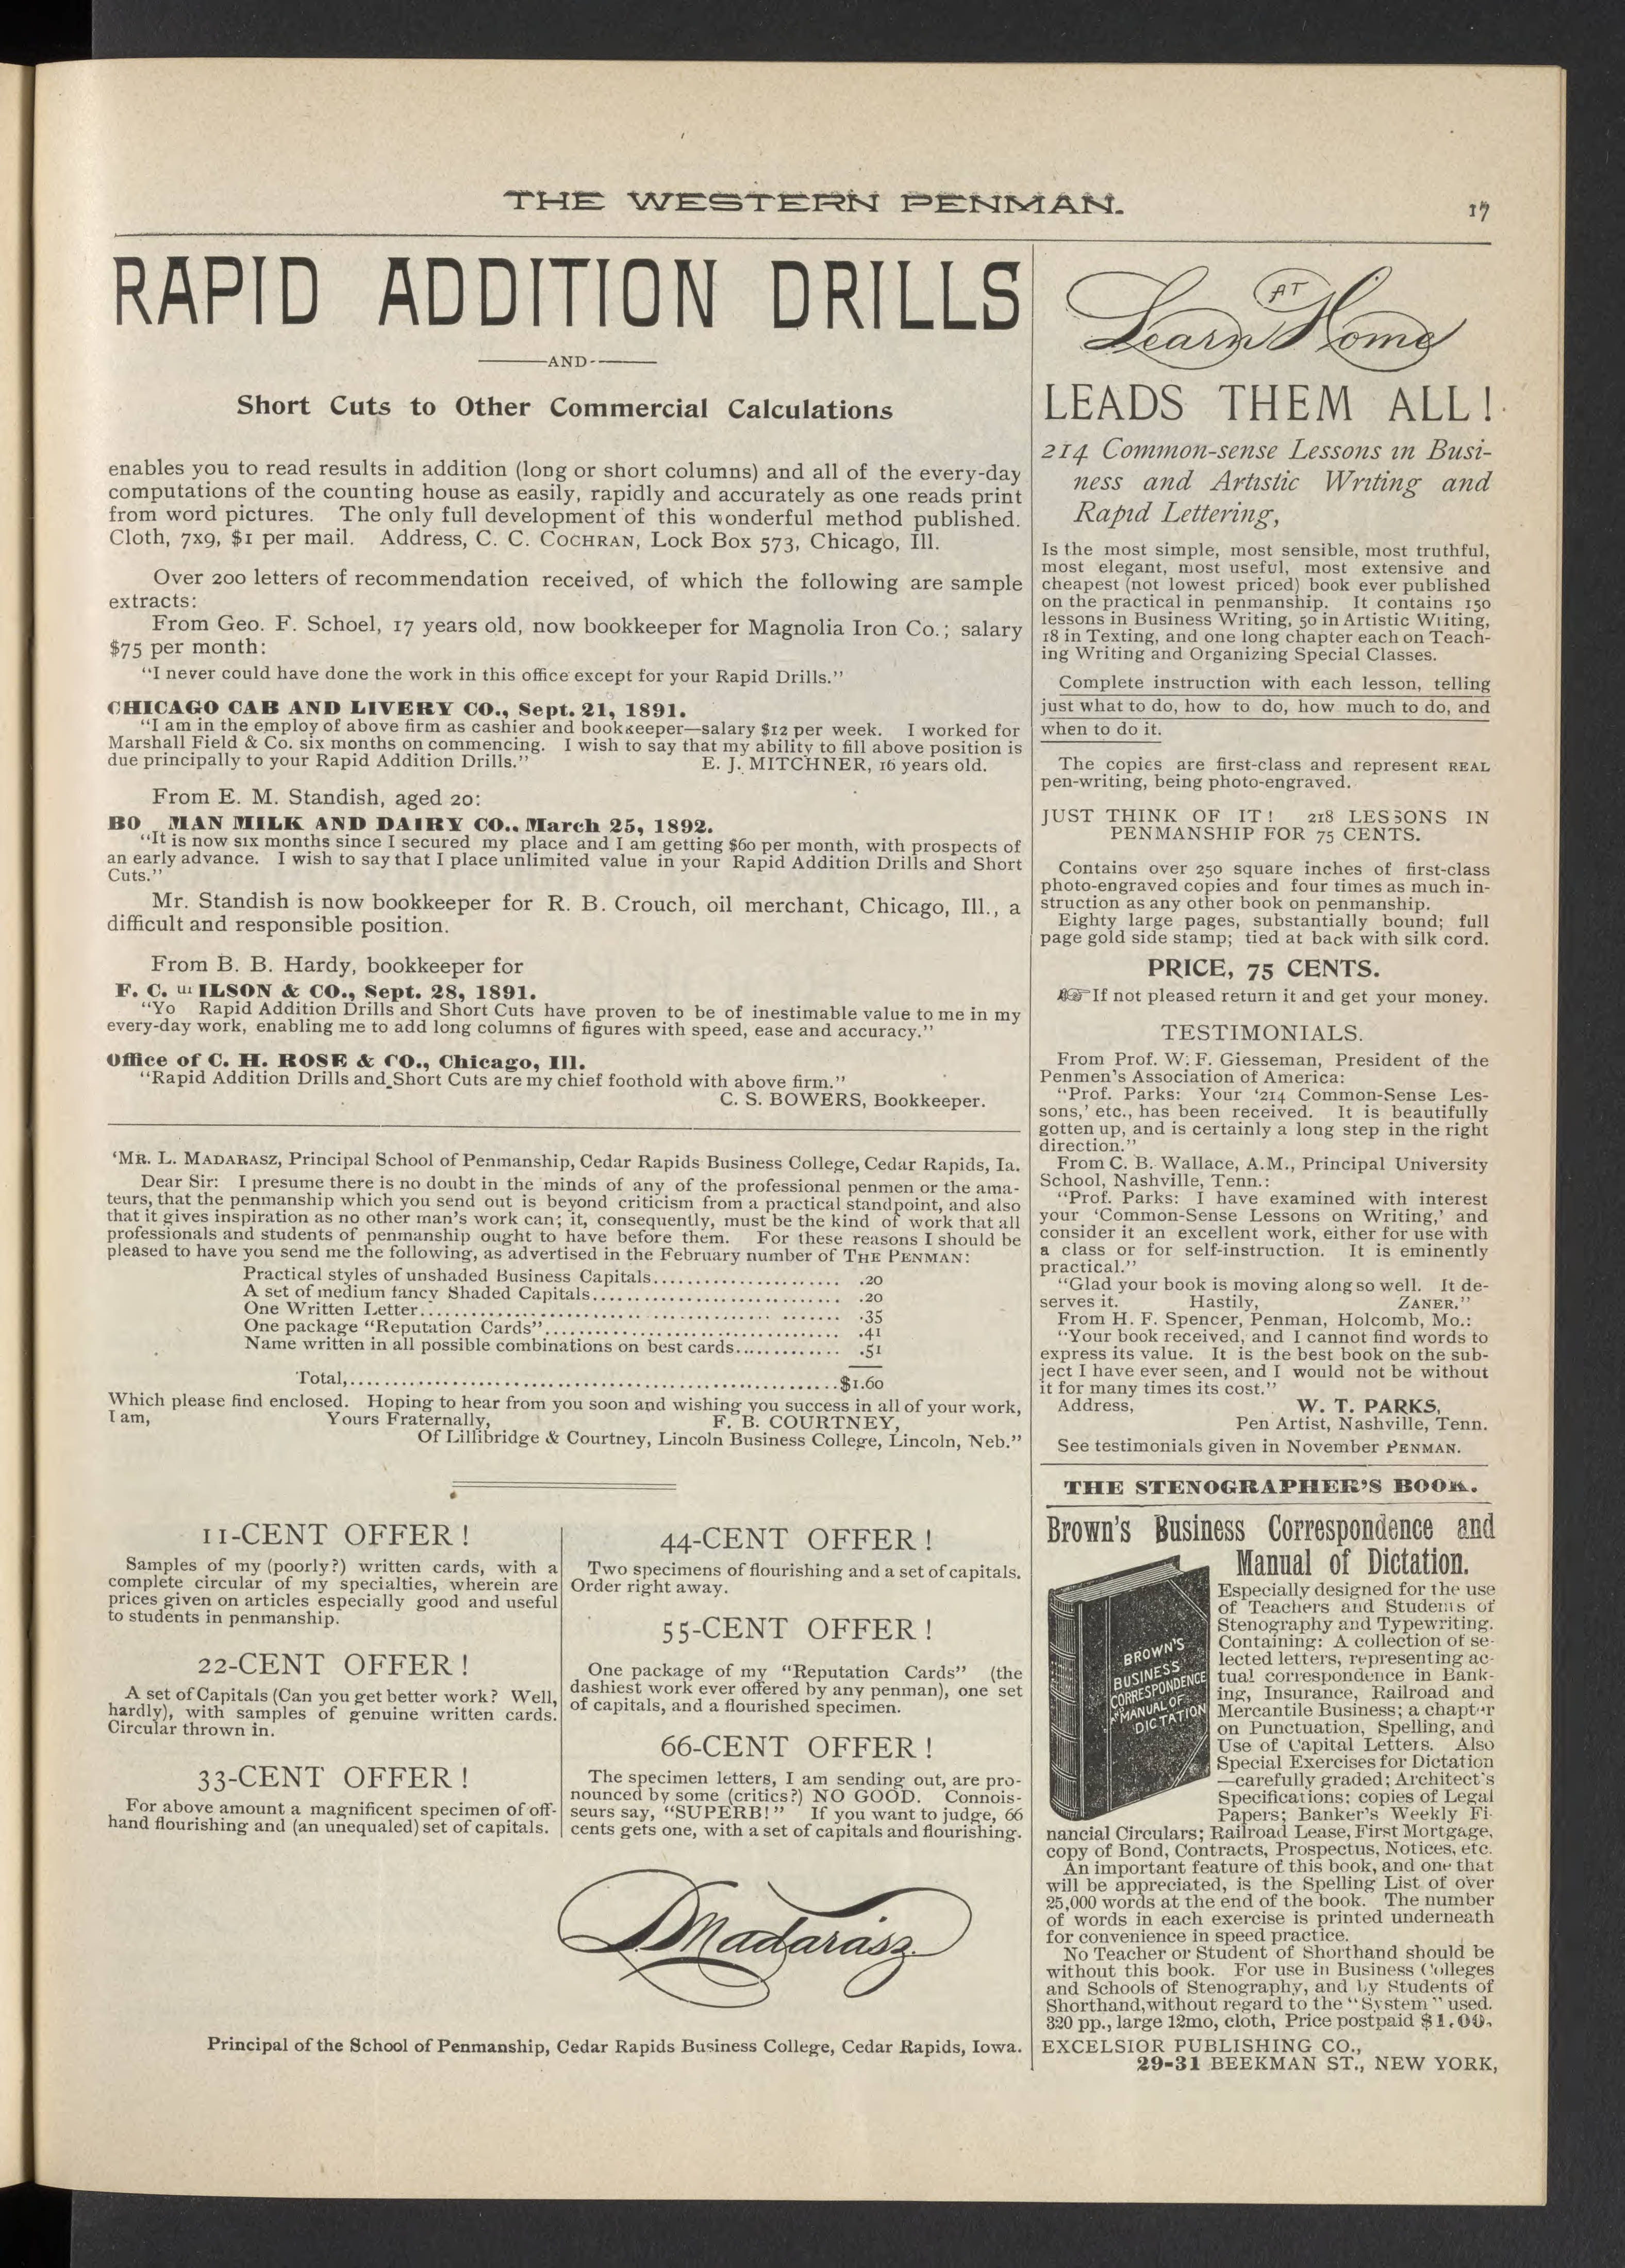 THE WESTERN PENMAN.
17
RAPID ADDITION DRILLS
AND
Short Cuts to Other Commercial Calculations
enables you to read results in addition (long or short columns) and all of the every-day
computations of the counting house as easily, rapidly and accurately as one reads print
from word pictures. The only full development of this wonderful method published.
Cloth, 7x9, $1 per mail. Address, C. C. COCHRAN, Lock Box 573, Chicago, Ill.
Over 200 letters of recommendation received, of which the following are sample
extracts:
From Geo. F. Schoel, 17 years old, now bookkeeper for Magnolia Iron Co.; salary
$75 per month:
"I never could have done the work in this office except for your Rapid Drills."
CHICAGO CAB AND LIVERY CO., Sept. 21, 1891.
"I am in the employ of above firm as cashier and bookkeeper—salary $12 per week. I worked for
Marshall Field & Co. six months on commencing. I wish to say that my ability to fill above position is
due principally to your Rapid Addition Drills." E. J. MITCHNER, 16 years old.
From E. M. Standish, aged 20:
BO MAN MILK AND DAIRY CO., March 25, 1892.
"It is now six months since I secured my place and I am getting $60 per month, with prospects of
an early advance. I wish to say that I place unlimited value in your Rapid Addition Drills and Short
Cuts."
Mr. Standish is now bookkeeper for R. B. Crouch, oil merchant, Chicago, Ill., a
difficult and responsible position.
From B. B. Hardy, bookkeeper for
F. C. WILSON & CO., Sept. 28, 1891.
"Yo Rapid Addition Drills and Short Cuts have proven to be of inestimable value to me in my
every-day work, enabling me to add long columns of figures with speed, ease and accuracy."
Office of C. H. ROSE & CO., Chicago, Ill.
"Rapid Addition Drills and Short Cuts are my chief foothold with above firm."
C. S. BOWERS, Bookkeeper.
'MR. L. MADARASZ, Principal School of Penmanship, Cedar Rapids Business College, Cedar Rapids, Ia.
Dear Sir: I presume there is no doubt in the minds of any of the professional penmen or the ama-
teurs, that the penmanship which you send out is beyond criticism from a practical standpoint, and also
that it gives inspiration as no other man's work can; it, consequently, must be the kind of work that all
professionals and students of penmanship ought to have before them. For these reasons I should be
pleased to have you send me the following, as advertised in the February number of THE PENMAN:
Practical styles of unshaded Business Capitals....................... .20
A set of medium fancy Shaded Capitals............................... .20
One Written Letter................................................... .35
One package "Reputation Cards"..................................... .41
Name written in all possible combinations on best cards............. .51
Total,.............................................................$1.60
Which please find enclosed. Hoping to hear from you soon and wishing you success in all of your work,
I am, Yours Fraternally, F. B. COURTNEY,
Of Lillibridge & Courtney, Lincoln Business College, Lincoln, Neb."
11-CENT OFFER!
Samples of my (poorly?) written cards, with a
complete circular of my specialties, wherein are
prices given on articles especially good and useful
to students in penmanship.
22-CENT OFFER!
A set of Capitals (Can you get better work? Well,
hardly), with samples of genuine written cards.
Circular thrown in.
33-CENT OFFER!
For above amount a magnificent specimen of off-
hand flourishing and (an unequaled) set of capitals.
44-CENT OFFER!
Two specimens of flourishing and a set of capitals.
Order right away.
55-CENT OFFER!
One package of my "Reputation Cards" (the
dashiest work ever offered by any penman), one set
of capitals, and a flourished specimen.
66-CENT OFFER!
The specimen letters, I am sending out, are pro-
nounced by some (critics?) NO GOOD. Connois-
seurs say, "SUPERB!" If you want to judge, 66
cents gets one, with a set of capitals and flourishing.
L. Madarasz.
Principal of the School of Penmanship, Cedar Rapids Business College, Cedar Rapids, Iowa.
Learn AT Home
LEADS THEM ALL!
214 Common-sense Lessons in Busi-
ness and Artistic Writing and
Rapid Lettering,
Is the most simple, most sensible, most truthful,
most elegant, most useful, most extensive and
cheapest (not lowest priced) book ever published
on the practical in penmanship. It contains 150
lessons in Business Writing, 50 in Artistic Writing,
18 in Texting, and one long chapter each on Teach-
ing Writing and Organizing Special Classes.
Complete instruction with each lesson, telling
just what to do, how to do, how much to do, and
when to do it.
The copies are first-class and represent REAL
pen-writing, being photo-engraved.
JUST THINK OF IT! 218 LESSONS IN
PENMANSHIP FOR 75 CENTS.
Contains over 250 square inches of first-class
photo-engraved copies and four times as much in-
struction as any other book on penmanship.
Eighty large pages, substantially bound; full
page gold side stamp; tied at back with silk cord.
PRICE, 75 CENTS.
☞If not pleased return it and get your money.
TESTIMONIALS.
From Prof. W. F. Giesseman, President of the
Penmen's Association of America:
"Prof. Parks: Your '214 Common-Sense Les-
sons,' etc., has been received. It is beautifully
gotten up, and is certainly a long step in the right
direction."
From C. B. Wallace, A.M., Principal University
School, Nashville, Tenn.:
"Prof. Parks: I have examined with interest
your 'Common-Sense Lessons on Writing,' and
consider it an excellent work, either for use with
a class or for self-instruction. It is eminently
practical."
"Glad your book is moving along so well. It de-
serves it. Hastily, ZANER."
From H. F. Spencer, Penman, Holcomb, Mo.:
"Your book received, and I cannot find words to
express its value. It is the best book on the sub-
ject I have ever seen, and I would not be without
it for many times its cost."
Address, W. T. PARKS,
Pen Artist, Nashville, Tenn.
See testimonials given in November PENMAN.
THE STENOGRAPHER'S BOOK.
Brown's Business Correspondence and
Manual of Dictation.
BROWN'S
BUSINESS
CORRESPONDENCE
AND MANUAL OF
DICTATION
Especially designed for the use
of Teachers and Students of
Stenography and Typewriting.
Containing: A collection of se-
lected letters, representing ac-
tual correspondence in Bank-
ing, Insurance, Railroad and
Mercantile Business; a chapter
on Punctuation, Spelling, and
Use of Capital Letters. Also
Special Exercises for Dictation
—carefully graded; Architect's
Specifications; copies of Legal
Papers; Banker's Weekly Fi-
nancial Circulars; Railroad Lease, First Mortgage,
copy of Bond, Contracts, Prospectus, Notices, etc.
An important feature of this book, and one that
will be appreciated, is the Spelling List of over
25,000 words at the end of the book. The number
of words in each exercise is printed underneath
for convenience in speed practice.
No Teacher or Student of Shorthand should be
without this book. For use in Business Colleges
and Schools of Stenography, and by Students of
Shorthand, without regard to the "System" used.
320 pp., large 12mo, cloth, Price postpaid $1.00.
EXCELSIOR PUBLISHING CO.,
29-31 BEEKMAN ST., NEW YORK,